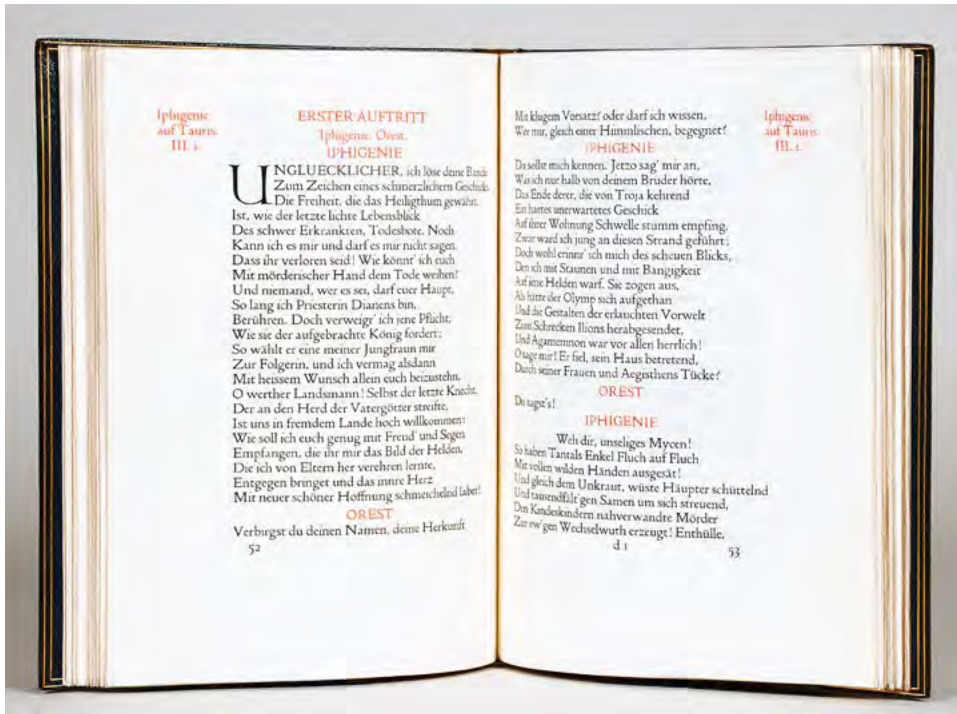 Iphigenie
auf Tauris
III. 1.
ERSTER AUFTRITT
Iphigenie. Orest.
IPHIGENIE
UNGLUECKLICHER, ich löse deine Bande
Zum Zeichen eines schmerzlichern Geschicks.
Die Freiheit, die das Heiligthum gewährt,
Ist, wie der letzte lichte Lebensblick
Des schwer Erkrankten, Todesbote. Noch
Kann ich es mir und darf es mir nicht sagen,
Dass ihr verloren seid! Wie könnt' ich euch
Mit mörderischer Hand dem Tode weihen?
Und niemand, wer es sei, darf euer Haupt,
So lang ich Priesterin Dianens bin,
Berühren. Doch verweigr' ich jene Pflicht,
Wie sie der aufgebrachte König fordert;
So wählt er eine meiner Jungfraun mir
Zur Folgerin, und ich vermag alsdann
Mit heissem Wunsch allein euch beizustehn.
O werther Landsmann! Selbst der letzte Knecht,
Der an den Herd der Vatergötter streifte,
Ist uns in fremdem Lande hoch willkommen:
Wie soll ich euch genug mit Freud' und Segen
Empfangen, die ihr mir das Bild der Helden,
Die ich von Eltern her verehren lernte,
Entgegen bringet und das innre Herz
Mit neuer schöner Hoffnung schmeichelnd labet!
OREST
Verbirgst du deinen Namen, deine Herkunft
52
Mit klugem Vorsatz? oder darf ich wissen,
Wer mir, gleich einer Himmlischen, begegnet?
IPHIGENIE
Du sollst mich kennen. Jetzo sag' mir an,
Was ich nur halb von deinem Bruder hörte,
Das Ende derer, die von Troja kehrend
Ein hartes unerwartetes Geschick
Auf ihrer Wohnung Schwelle stumm empfing.
Zwar ward ich jung an diesen Strand geführt;
Doch wohl erinnr' ich mich des scheuen Blicks,
Den ich mit Staunen und mit Bangigkeit
Auf jene Helden warf. Sie zogen aus,
Als hätte der Olymp sich aufgethan
Und die Gestalten der erlauchten Vorwelt
Zum Schrecken Ilions herabgesendet,
Und Agamemnon war vor allen herrlich!
O sage mir! Er fiel, sein Haus betretend,
Durch seiner Frauen und Aegisthens Tücke?
OREST
Du sagst's!
IPHIGENIE
Weh dir, unseliges Mycen!
So haben Tantals Enkel Fluch auf Fluch
Mit vollen wilden Händen ausgesät!
Und gleich dem Unkraut, wüste Häupter schüttelnd
Und tausendfält'gen Samen um sich streuend,
Den Kindeskindern nahverwandte Mörder
Zur ew'gen Wechselwuth erzeugt! Enthülle,
d 1
53
Iphigenie
auf Tauris
III. 1.